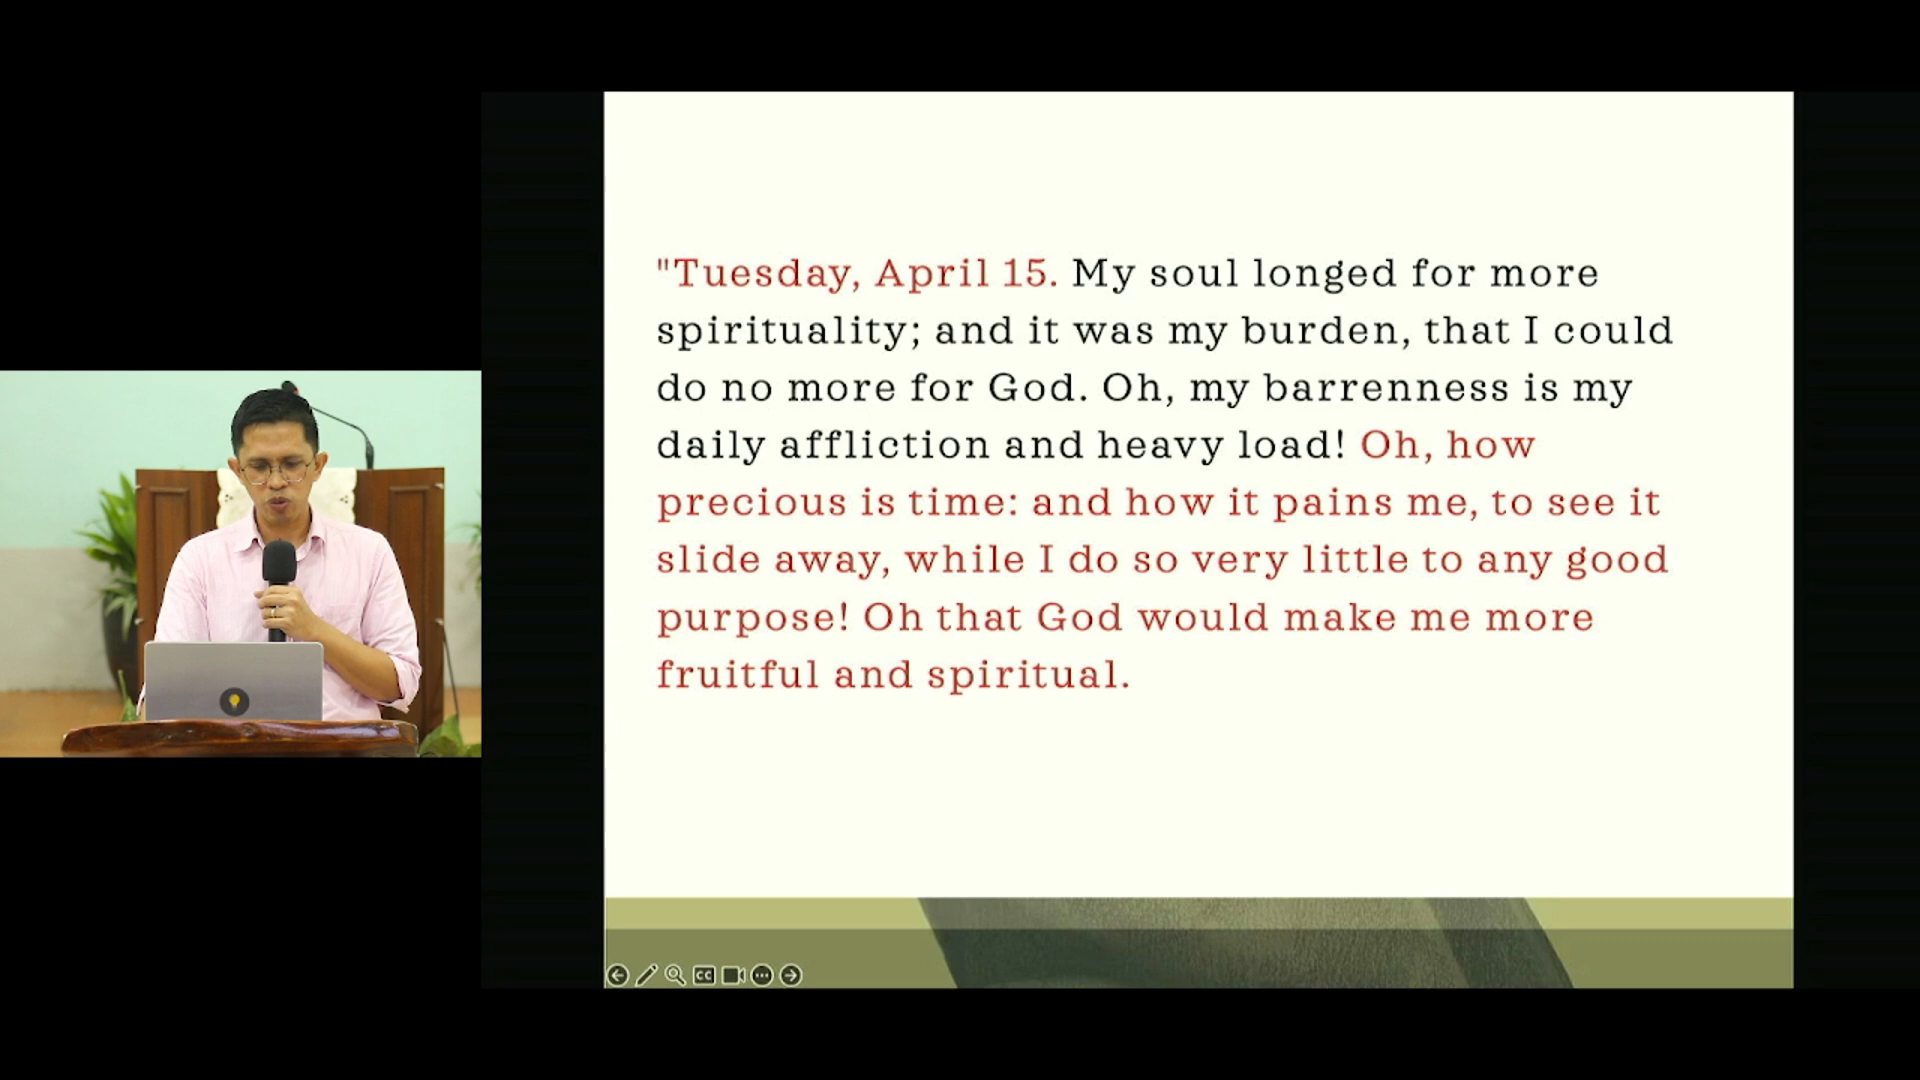 "Tuesday, April 15. My soul longed for more
spirituality; and it was my burden, that I could
do no more for God. Oh, my barrenness is my
daily affliction and heavy load! Oh, how
precious is time: and how it pains me, to see it
slide away, while I do so very little to any good
purpose! Oh that God would make me more
fruitful and spiritual.
CC